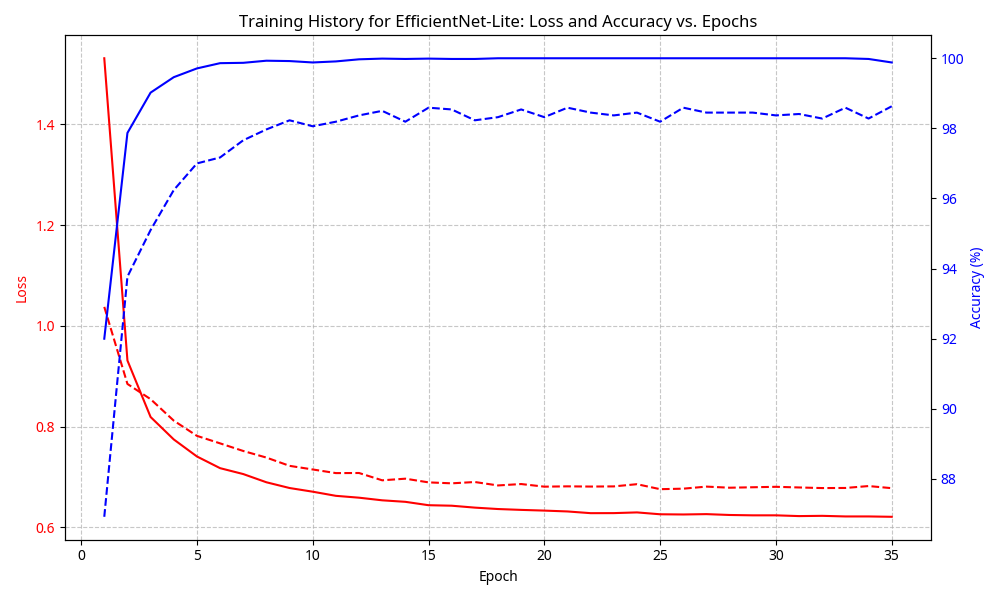 Training History for EfficientNet-Lite: Loss and Accuracy vs. Epochs
Loss
1.4
1.2
1.0
0.8
0.6
100
98
96
94
92
90
88
Accuracy (%)
0 5 10 15 20 25 30 35
Epoch